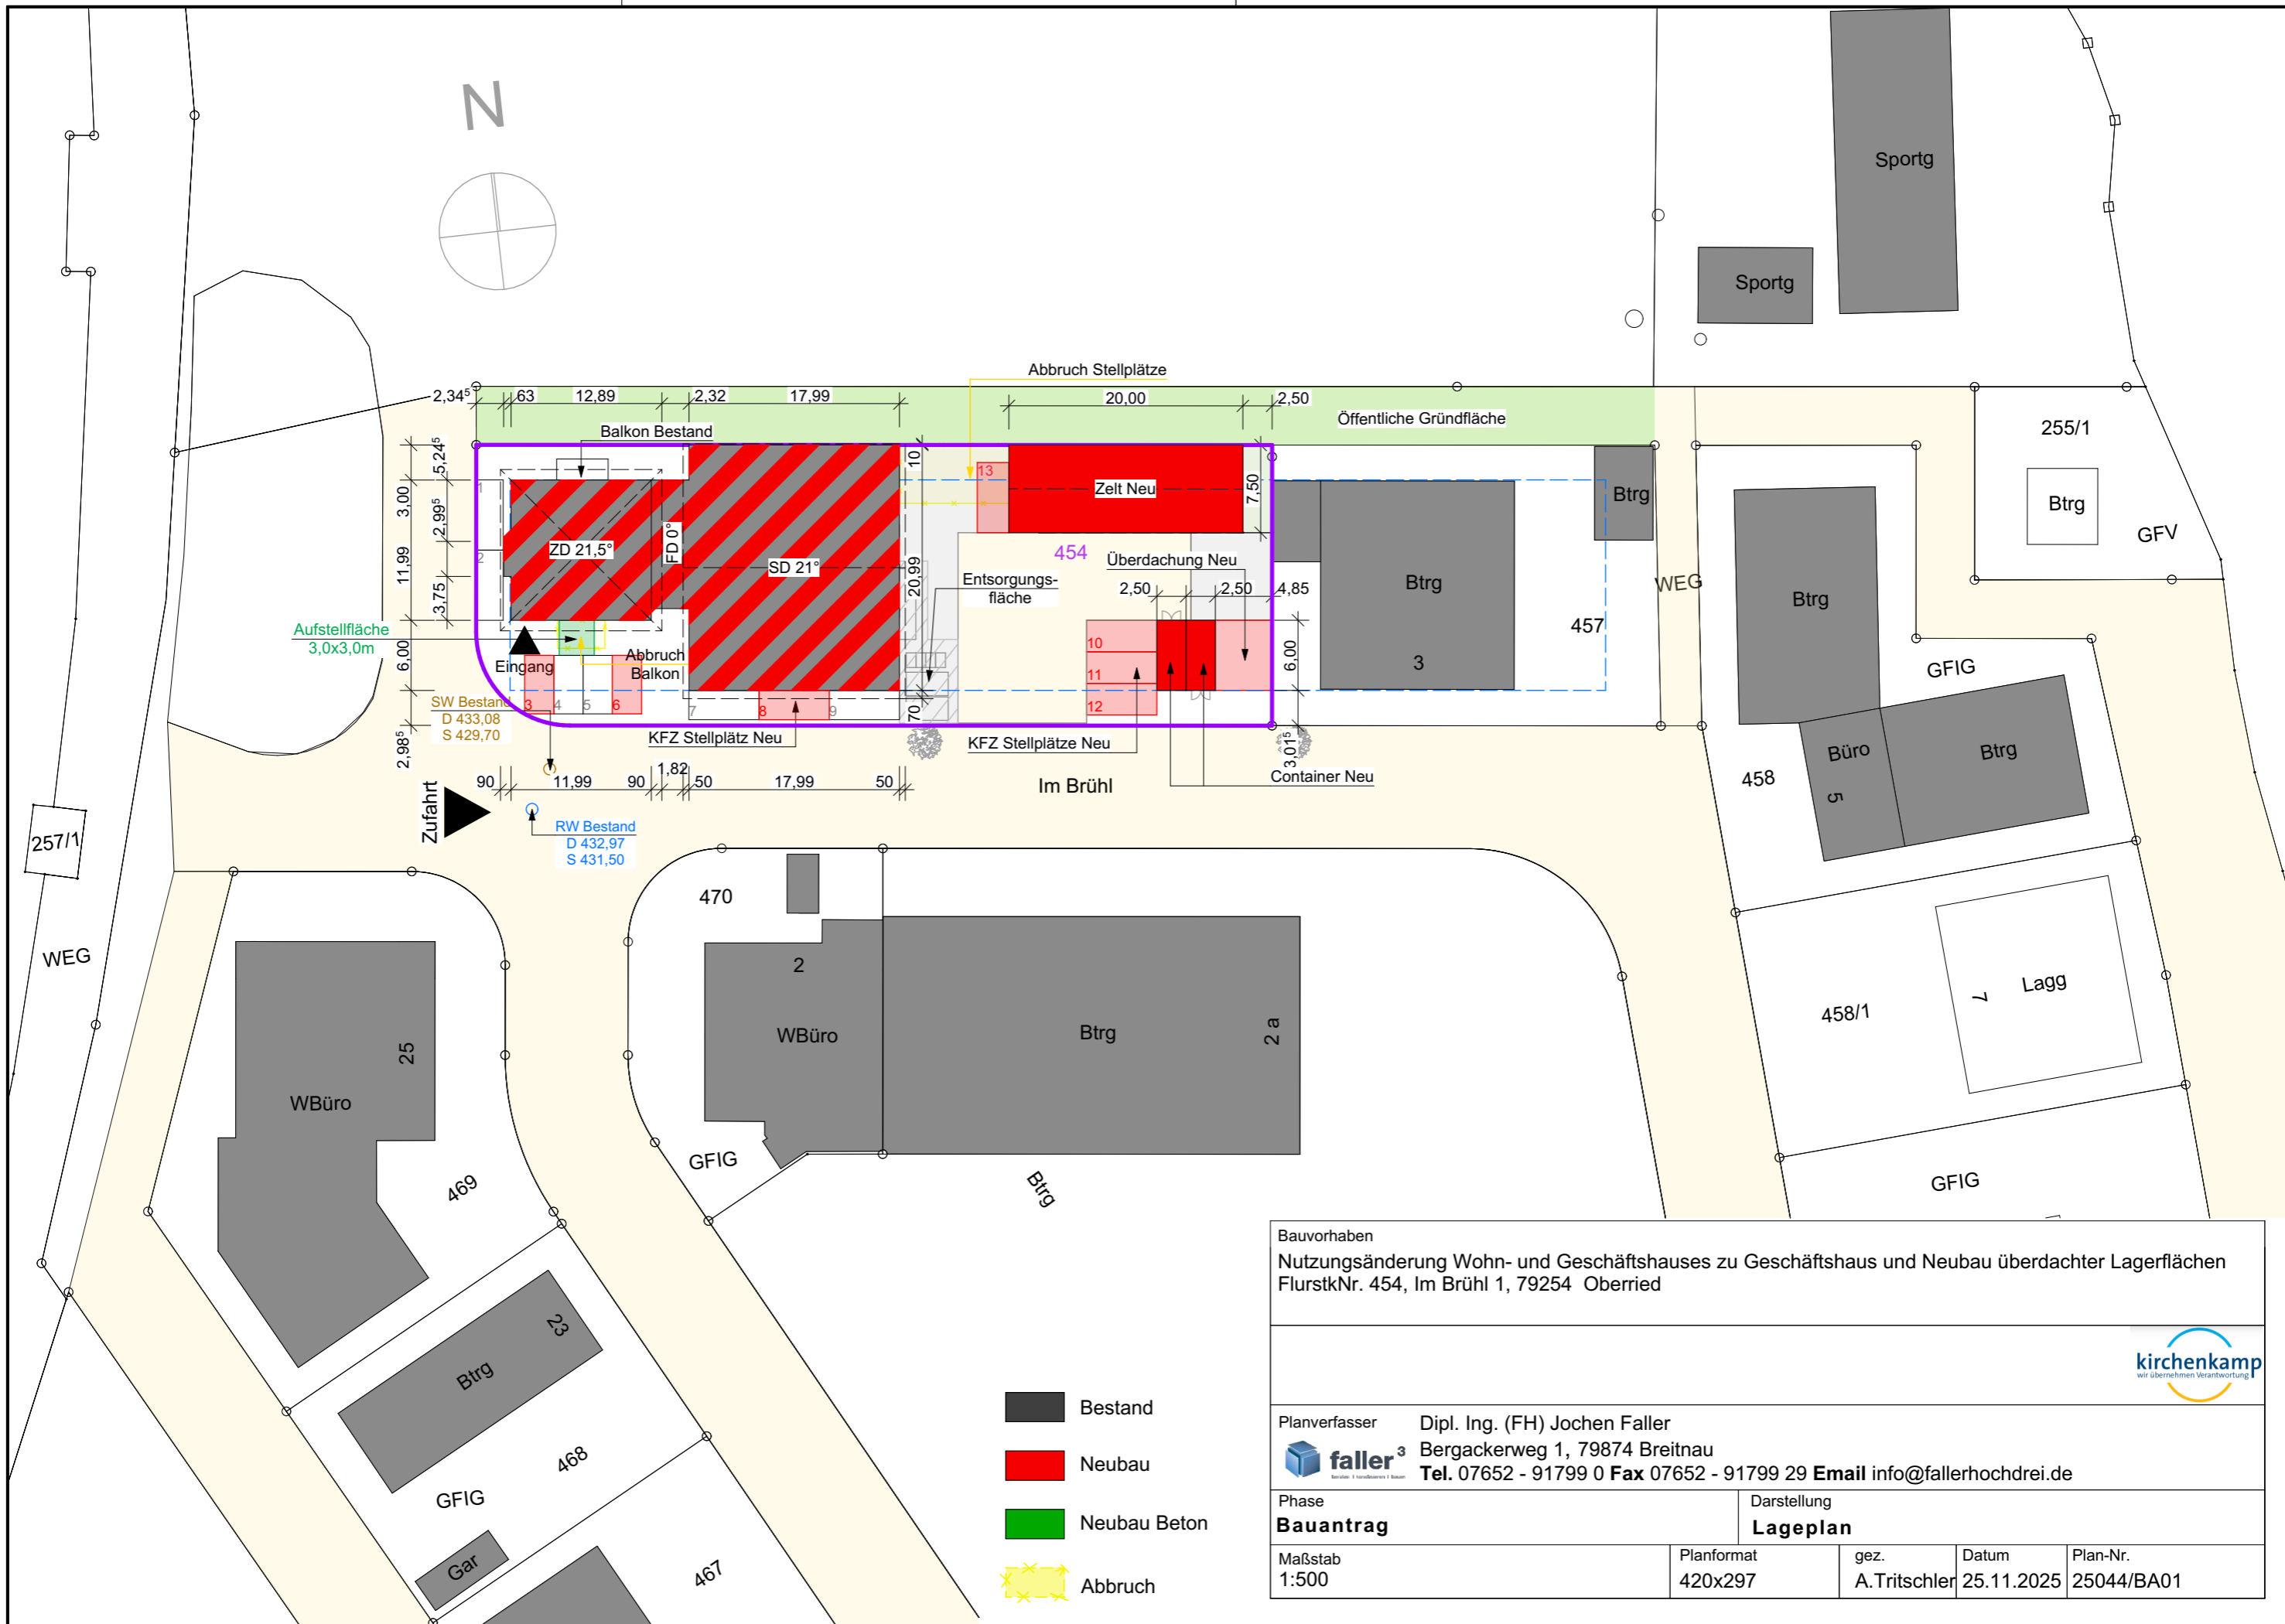 N
Sportg
Sportg
Abbruch Stellplätze
2,34⁵
63
12,89
2,32
17,99
20,00
2,50
Öffentliche Gründfläche
255/1
Btrg
GFV
Balkon Bestand
5,24⁵
3,00
2,99⁵
11,99
3,75
6,00
2,98⁵
1
2
ZD 21,5°
FD 0°
SD 21°
10
20,99
70
13
Zelt Neu
7,50
454
Überdachung Neu
Entsorgungs-
fläche
2,50
2,50
4,85
6,00
3,01⁵
Btrg
Btrg
3
457
WEG
Btrg
GFIG
Aufstellfläche
3,0x3,0m
Eingang
Abbruch
Balkon
SW Bestand
D 433,08
S 429,70
3
4
5
6
7
8
9
10
11
12
KFZ Stellplätz Neu
KFZ Stellplätze Neu
Container Neu
Im Brühl
90
11,99
90
1,82
50
17,99
50
Zufahrt
RW Bestand
D 432,97
S 431,50
257/1
WEG
458
Büro
5
Btrg
470
2
WBüro
Btrg
2 a
GFIG
Btrg
25
WBüro
469
458/1
7
Lagg
GFIG
23
Btrg
468
GFIG
Gar
467
Bestand
Neubau
Neubau Beton
Abbruch
Bauvorhaben
Nutzungsänderung Wohn- und Geschäftshauses zu Geschäftshaus und Neubau überdachter Lagerflächen
FlurstkNr. 454, Im Brühl 1, 79254 Oberried
kirchenkamp
wir übernehmen Verantwortung
Planverfasser
Dipl. Ing. (FH) Jochen Faller
faller³
Bergackerweg 1, 79874 Breitnau
Tel. 07652 - 91799 0 Fax 07652 - 91799 29 Email info@fallerhochdrei.de
Phase
Bauantrag
Darstellung
Lageplan
Maßstab
1:500
Planformat
420x297
gez.
A.Tritschler
Datum
25.11.2025
Plan-Nr.
25044/BA01